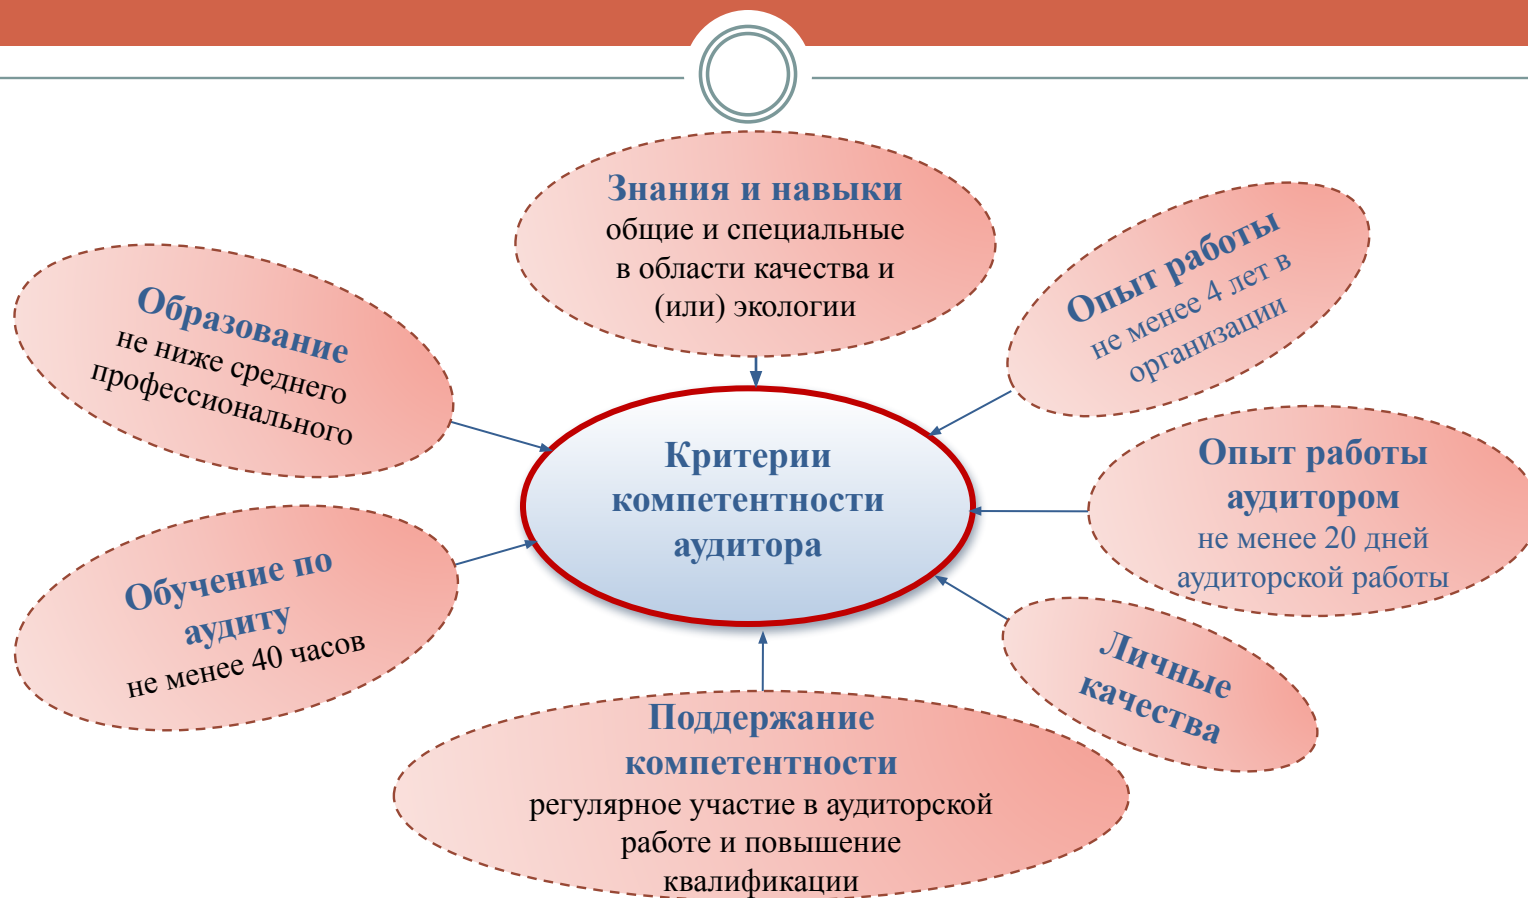 Знания и навыки
общие и специальные
в области качества и
(или) экологии
Опыт работы
не менее 4 лет в
организации
Образование
не ниже среднего
профессионального
Критерии
компетентности
аудитора
Опыт работы
аудитором
не менее 20 дней
аудиторской работы
Обучение по
аудиту
не менее 40 часов
Личные
качества
Поддержание
компетентности
регулярное участие в аудиторской
работе и повышение
квалификации